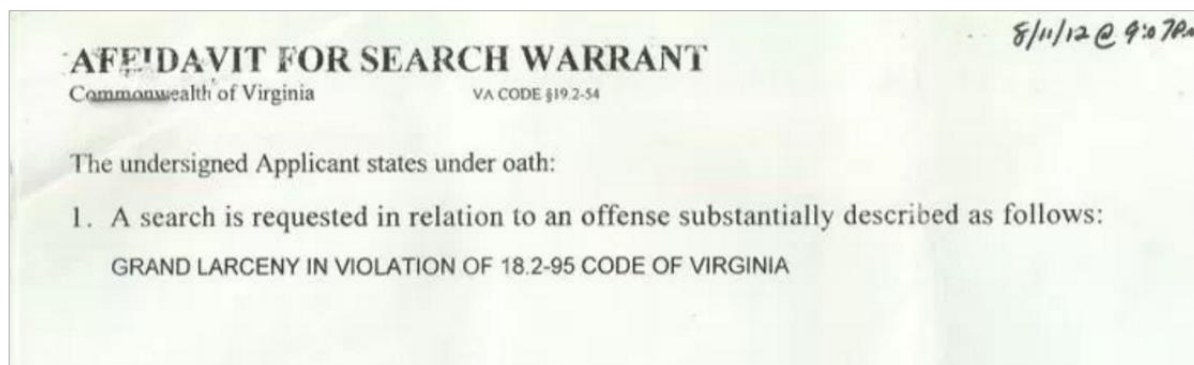 8/11/12 @ 9:07P.m
AFFIDAVIT FOR SEARCH WARRANT
Commonwealth of Virginia VA CODE §19.2-54
The undersigned Applicant states under oath:
1. A search is requested in relation to an offense substantially described as follows:
GRAND LARCENY IN VIOLATION OF 18.2-95 CODE OF VIRGINIA